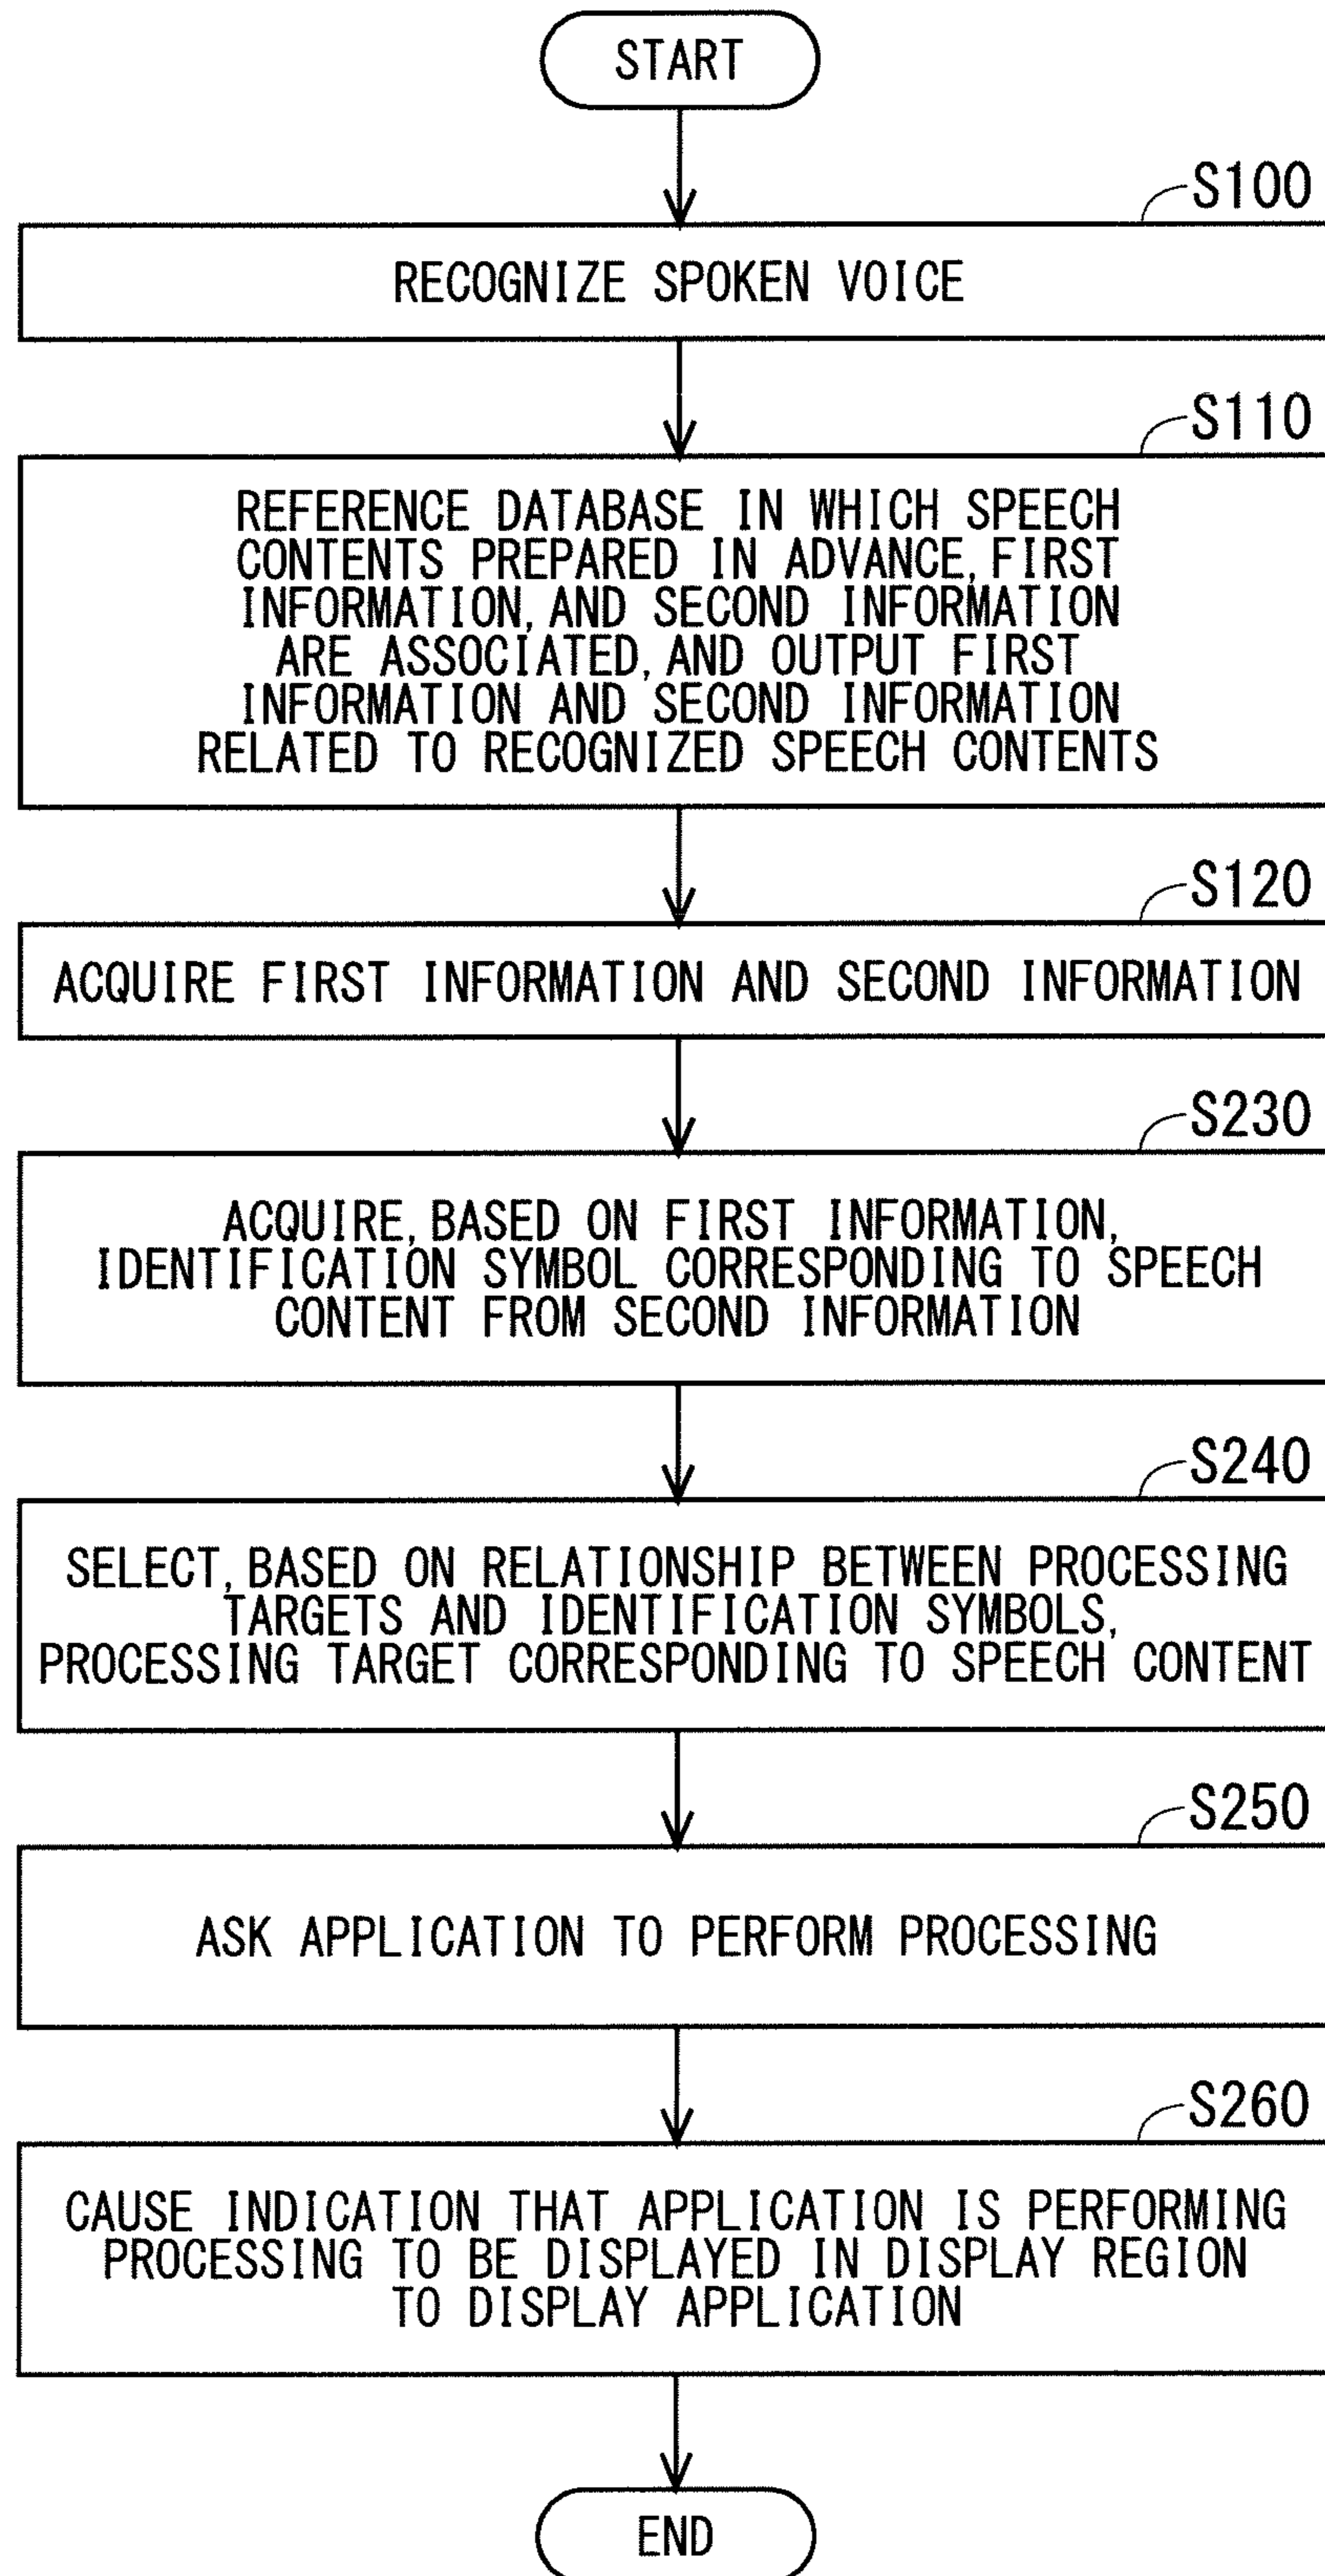 START
S100
RECOGNIZE SPOKEN VOICE
S110
REFERENCE DATABASE IN WHICH SPEECH
CONTENTS PREPARED IN ADVANCE, FIRST
INFORMATION, AND SECOND INFORMATION
ARE ASSOCIATED, AND OUTPUT FIRST
INFORMATION AND SECOND INFORMATION
RELATED TO RECOGNIZED SPEECH CONTENTS
S120
ACQUIRE FIRST INFORMATION AND SECOND INFORMATION
S230
ACQUIRE, BASED ON FIRST INFORMATION,
IDENTIFICATION SYMBOL CORRESPONDING TO SPEECH
CONTENT FROM SECOND INFORMATION
S240
SELECT, BASED ON RELATIONSHIP BETWEEN PROCESSING
TARGETS AND IDENTIFICATION SYMBOLS,
PROCESSING TARGET CORRESPONDING TO SPEECH CONTENT
S250
ASK APPLICATION TO PERFORM PROCESSING
S260
CAUSE INDICATION THAT APPLICATION IS PERFORMING
PROCESSING TO BE DISPLAYED IN DISPLAY REGION
TO DISPLAY APPLICATION
END